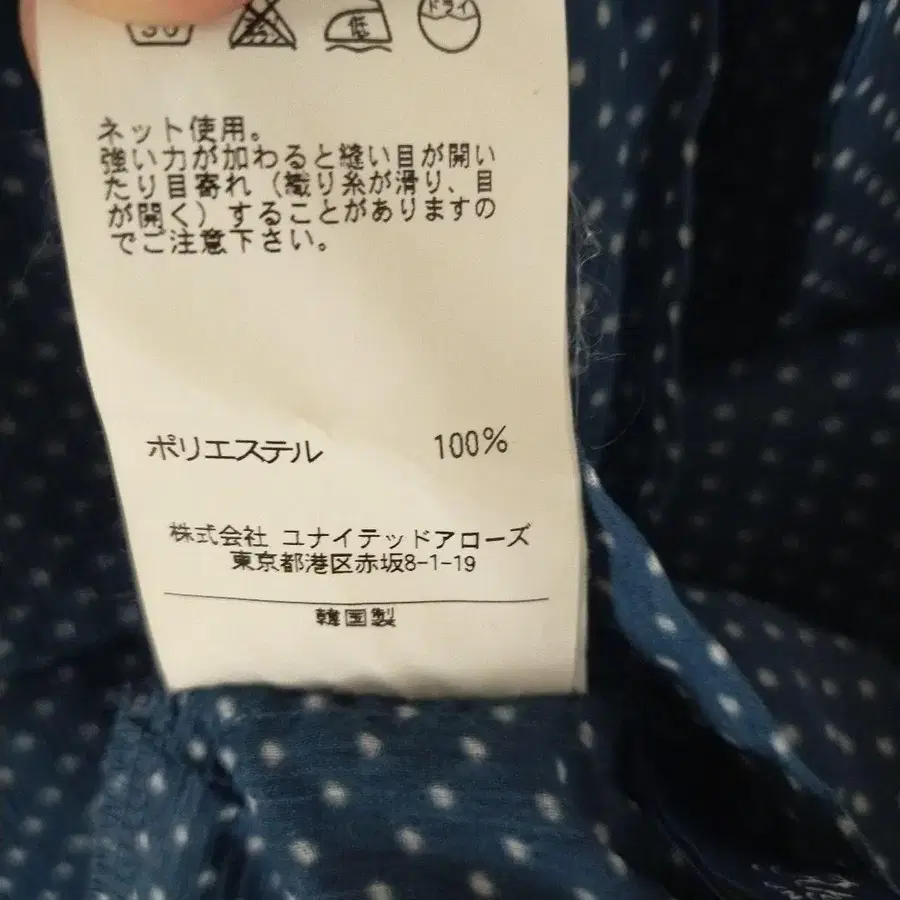 低
ドライ
ネット使用。
強い力が加わると縫い目が開い
たり目寄れ（織り糸が滑り、目
が開く）することがありますの
でご注意下さい。
ポリエステル 100%
株式会社 ユナイテッドアローズ
東京都港区赤坂8-1-19
韓国製